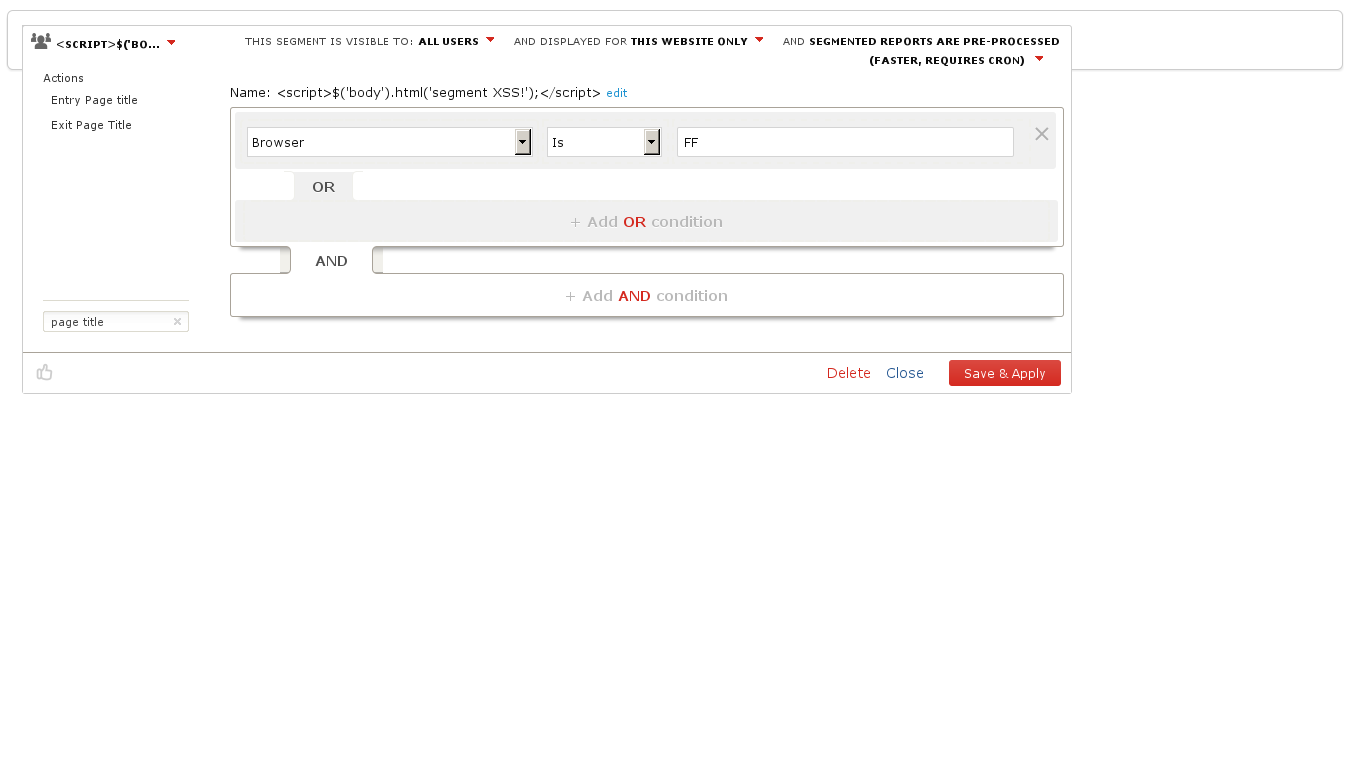 <SCRIPT>$('BO...
THIS SEGMENT IS VISIBLE TO: ALL USERS AND DISPLAYED FOR THIS WEBSITE ONLY AND SEGMENTED REPORTS ARE PRE-PROCESSED
(FASTER, REQUIRES CRON)
Actions
Entry Page title
Exit Page Title
Name: <script>$('body').html('segment XSS!');</script> edit
Browser Is FF
OR
+ Add OR condition
AND
+ Add AND condition
page title
Delete Close Save & Apply